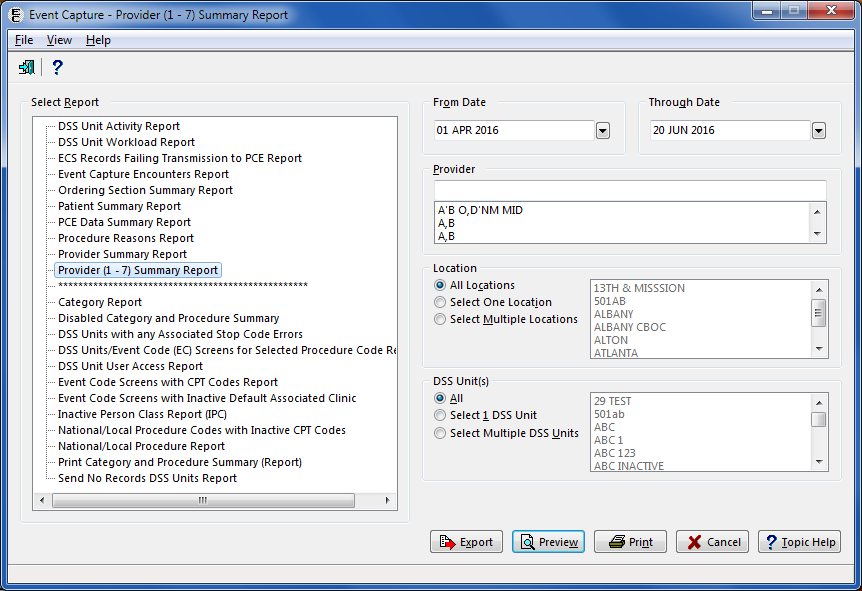 Event Capture - Provider (1 - 7) Summary Report
File View Help
Select Report
DSS Unit Activity Report
DSS Unit Workload Report
ECS Records Failing Transmission to PCE Report
Event Capture Encounters Report
Ordering Section Summary Report
Patient Summary Report
PCE Data Summary Report
Procedure Reasons Report
Provider Summary Report
Provider (1 - 7) Summary Report
**************************************************
Category Report
Disabled Category and Procedure Summary
DSS Units with any Associated Stop Code Errors
DSS Units/Event Code (EC) Screens for Selected Procedure Code Re
DSS Unit User Access Report
Event Code Screens with CPT Codes Report
Event Code Screens with Inactive Default Associated Clinic
Inactive Person Class Report (IPC)
National/Local Procedure Codes with Inactive CPT Codes
National/Local Procedure Report
Print Category and Procedure Summary (Report)
Send No Records DSS Units Report
From Date
01 APR 2016
Through Date
20 JUN 2016
Provider
A'B O,D'NM MID
A,B
A,B
Location
All Locations
Select One Location
Select Multiple Locations
13TH & MISSSION
501AB
ALBANY
ALBANY CBOC
ALTON
ATLANTA
DSS Unit(s)
All
Select 1 DSS Unit
Select Multiple DSS Units
29 TEST
501ab
ABC
ABC 1
ABC 123
ABC INACTIVE
Export
Preview
Print
Cancel
Topic Help